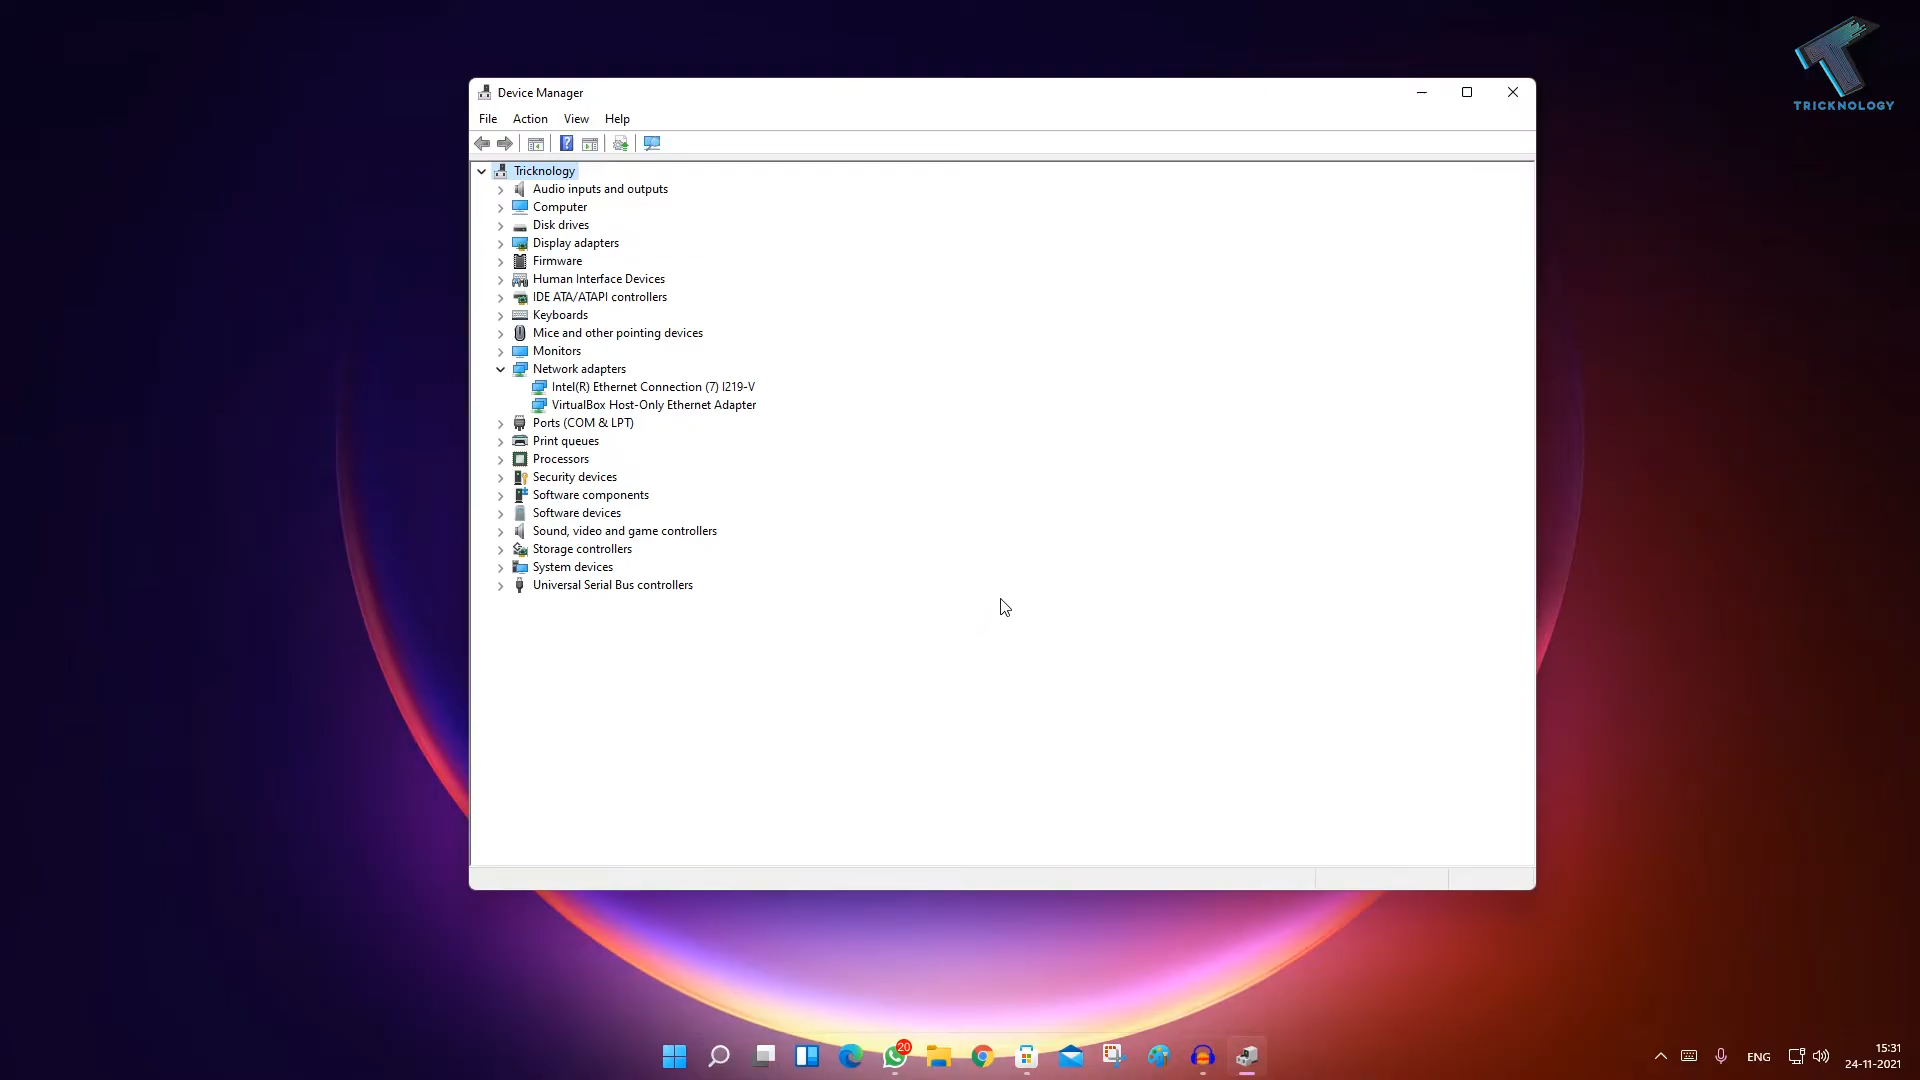 TRICKNOLOGY
Device Manager
File Action View Help
Tricknology
Audio inputs and outputs
Computer
Disk drives
Display adapters
Firmware
Human Interface Devices
IDE ATA/ATAPI controllers
Keyboards
Mice and other pointing devices
Monitors
Network adapters
Intel(R) Ethernet Connection (7) I219-V
VirtualBox Host-Only Ethernet Adapter
Ports (COM & LPT)
Print queues
Processors
Security devices
Software components
Software devices
Sound, video and game controllers
Storage controllers
System devices
Universal Serial Bus controllers
20
ENG
15:31
24-11-2021